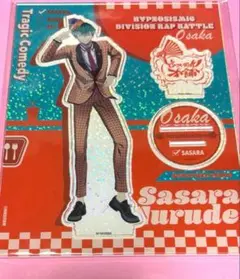 Tragic Comedy
HYPNOSISMIC
DIVISION RAP BATTLE
Osaka
Osaka
SASARA
Sasara
Nurude